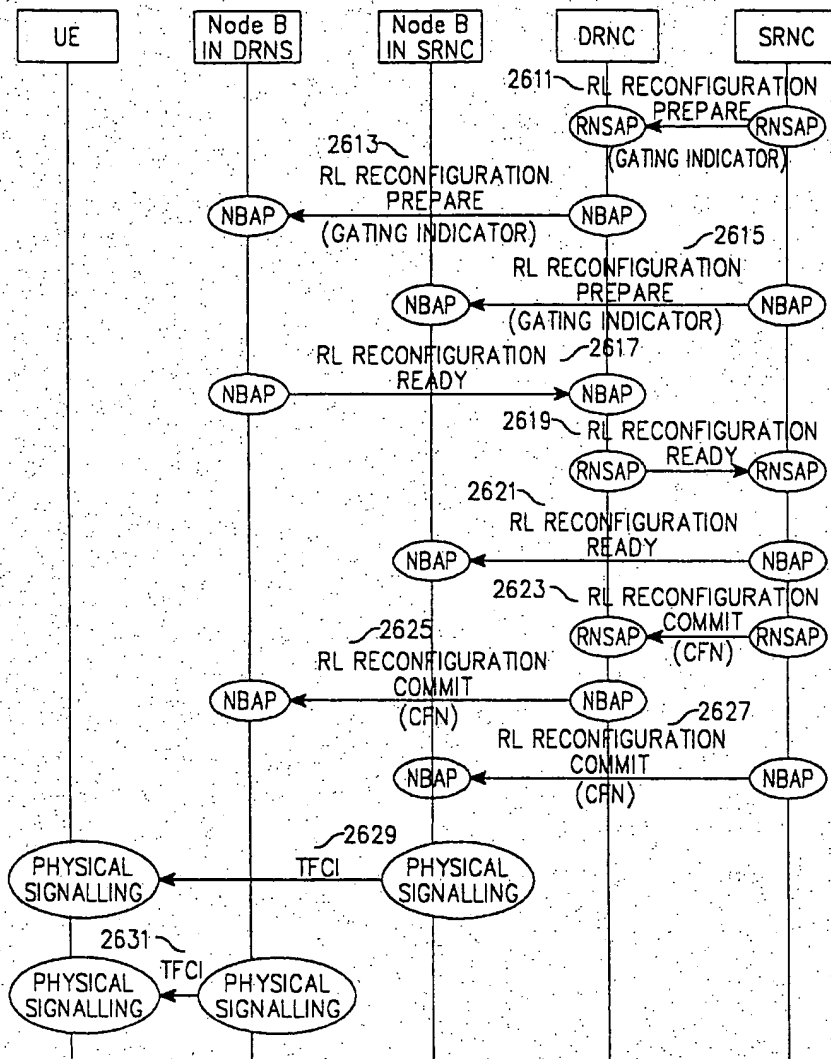 UE
Node B
IN DRNS
Node B
IN SRNC
DRNC
SRNC
2611
RL RECONFIGURATION
PREPARE
RNSAP
RNSAP
(GATING INDICATOR)
2613
RL RECONFIGURATION
PREPARE
NBAP
NBAP
(GATING INDICATOR)
2615
RL RECONFIGURATION
PREPARE
NBAP
NBAP
(GATING INDICATOR)
RL RECONFIGURATION
2617
READY
NBAP
NBAP
2619
RL RECONFIGURATION
READY
RNSAP
RNSAP
2621
RL RECONFIGURATION
READY
NBAP
NBAP
2623
RL RECONFIGURATION
COMMIT
RNSAP
RNSAP
(CFN)
2625
RL RECONFIGURATION
COMMIT
NBAP
NBAP
(CFN)
2627
RL RECONFIGURATION
COMMIT
NBAP
NBAP
(CFN)
2629
PHYSICAL
SIGNALLING
TFCI
PHYSICAL
SIGNALLING
2631
PHYSICAL
SIGNALLING
TFCI
PHYSICAL
SIGNALLING